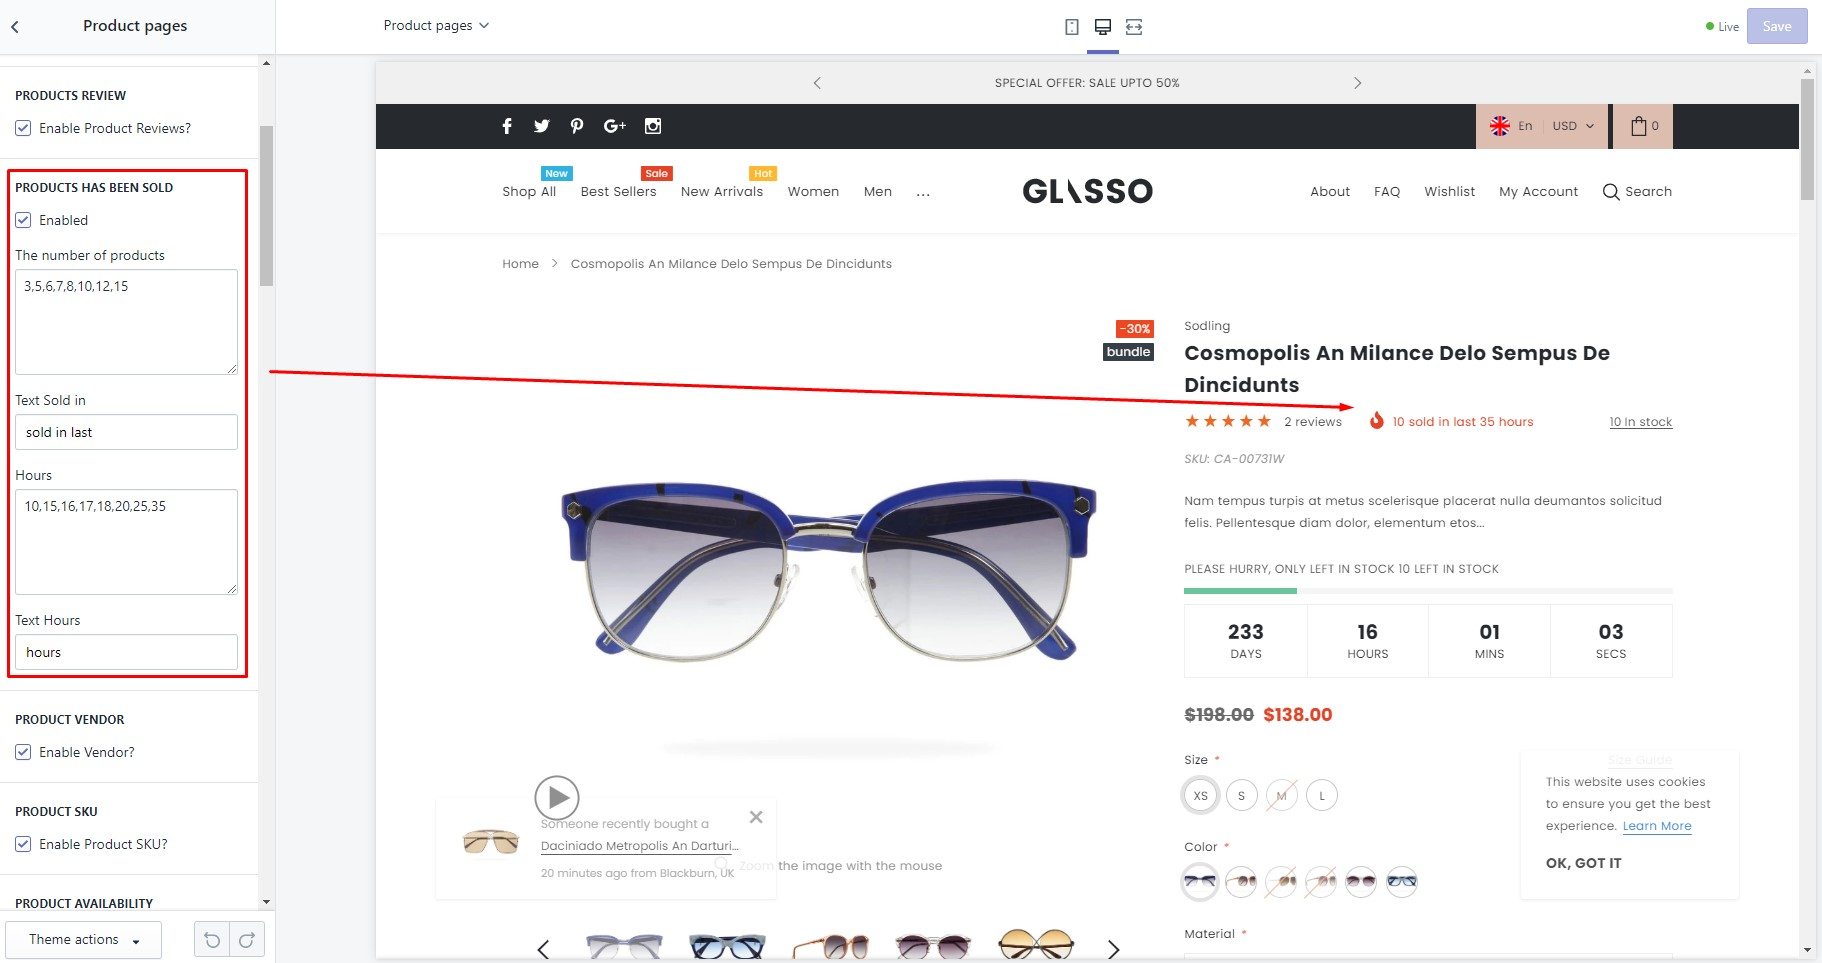 Product pages
PRODUCTS REVIEW
Enable Product Reviews?
PRODUCTS HAS BEEN SOLD
Enabled
The number of products
3,5,6,7,8,10,12,15
Text Sold in
sold in last
Hours
10,15,16,17,18,20,25,35
Text Hours
hours
PRODUCT VENDOR
Enable Vendor?
PRODUCT SKU
Enable Product SKU?
PRODUCT AVAILABILITY
Theme actions
Product pages
Live
Save
SPECIAL OFFER: SALE UPTO 50%
G+
En
USD
0
New
Sale
Hot
Shop All
Best Sellers
New Arrivals
Women
Men
...
GLASSO
About
FAQ
Wishlist
My Account
Search
Home > Cosmopolis An Milance Delo Sempus De Dincidunts
-30%
bundle
Sodling
Cosmopolis An Milance Delo Sempus De
Dincidunts
2 reviews
10 sold in last 35 hours
10 In stock
SKU: CA-00731W
Nam tempus turpis at metus scelerisque placerat nulla deumantos solicitud
felis. Pellentesque diam dolor, elementum etos...
PLEASE HURRY, ONLY LEFT IN STOCK 10 LEFT IN STOCK
233
DAYS
16
HOURS
01
MINS
03
SECS
$198.00 $138.00
Size *
Size Guide
XS
S
M
L
Color *
Material *
Someone recently bought a
Daciniado Metropolis An Darturi...
20 minutes ago from Blackburn, UK
Zoom the image with the mouse
This website uses cookies
to ensure you get the best
experience. Learn More
OK, GOT IT